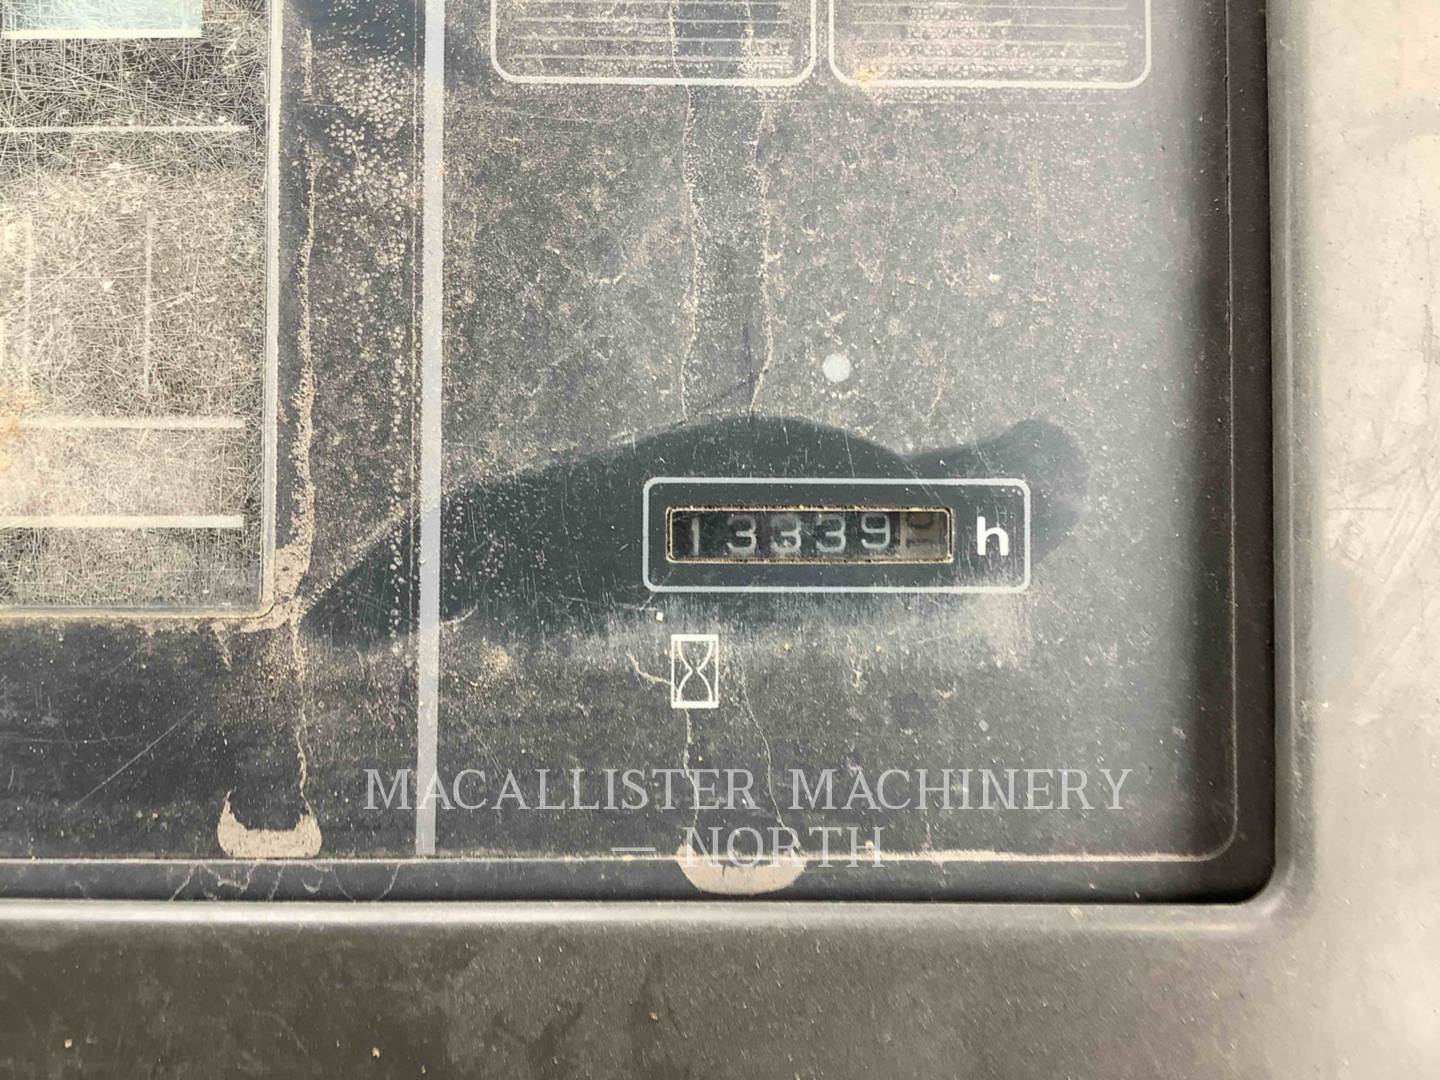 13339 h
MACALLISTER MACHINERY
— NORTH